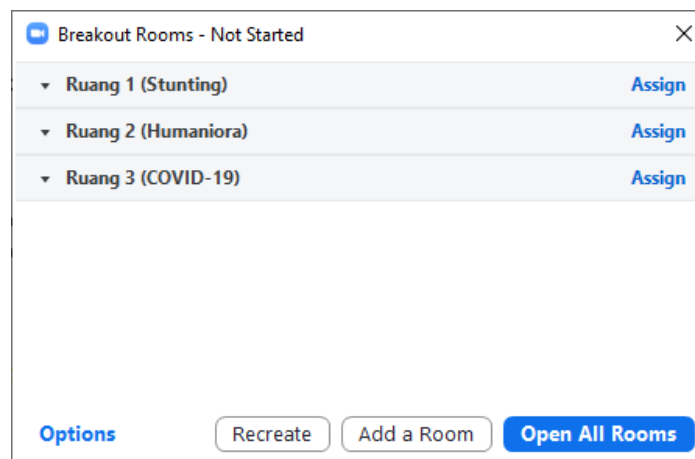 Breakout Rooms - Not Started
Ruang 1 (Stunting) Assign
Ruang 2 (Humaniora) Assign
Ruang 3 (COVID-19) Assign
Options Recreate Add a Room Open All Rooms